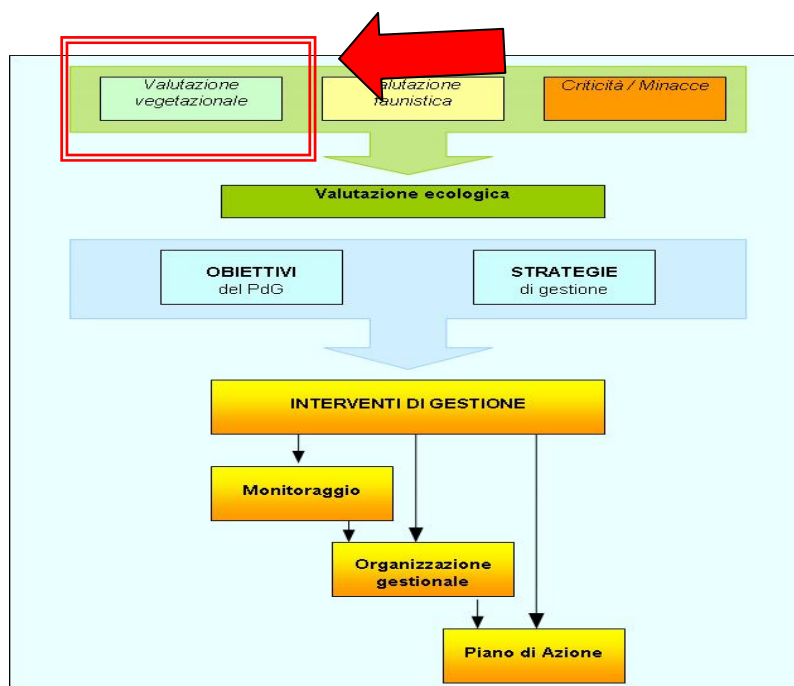 Valutazione
vegetazionale
Valutazione
faunistica
Criticità / Minacce
Valutazione ecologica
OBIETTIVI
del PdG
STRATEGIE
di gestione
INTERVENTI DI GESTIONE
Monitoraggio
Organizzazione
gestionale
Piano di Azione